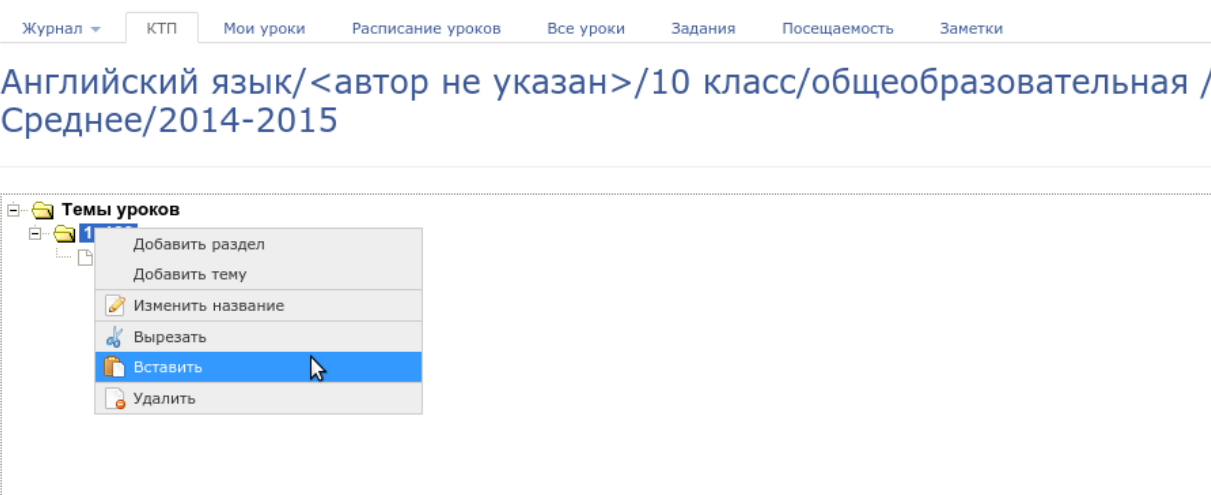 Журнал КТП Мои уроки Расписание уроков Все уроки Задания Посещаемость Заметки
Английский язык/<автор не указан>/10 класс/общеобразовательная /
Среднее/2014-2015
Темы уроков
Добавить раздел
Добавить тему
Изменить название
Вырезать
Вставить
Удалить